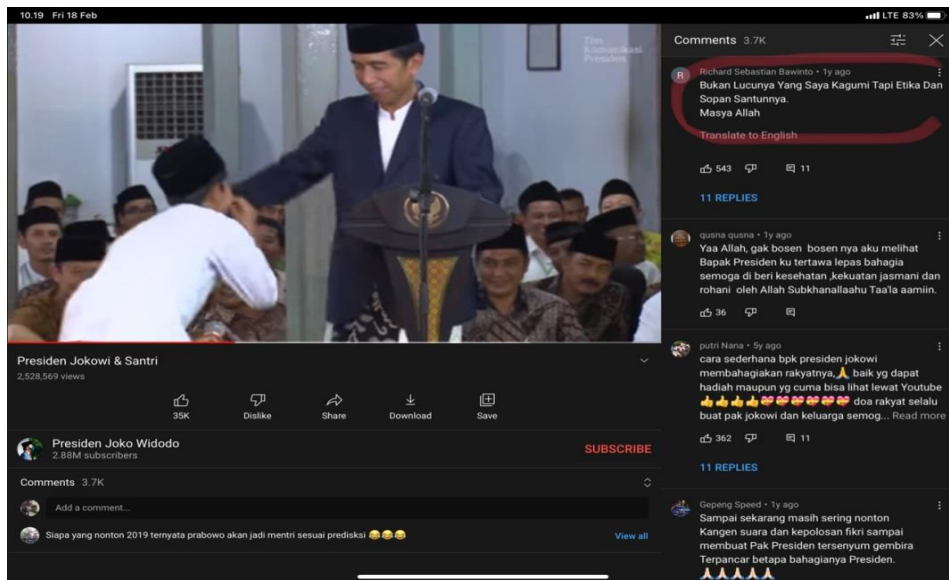 10.19 Fri 18 Feb
LTE 83%
Tim
Komunikasi
Presiden
Presiden Jokowi & Santri
2,528,569 views
35K
Dislike
Share
Download
Save
Presiden Joko Widodo
2.88M subscribers
SUBSCRIBE
Comments 3.7K
Add a comment...
Siapa yang nonton 2019 ternyata prabowo akan jadi mentri sesuai predisksi 😂😂😂
View all
Comments 3.7K
R
Richard Sebastian Bawinto • 1y ago
Bukan Lucunya Yang Saya Kagumi Tapi Etika Dan
Sopan Santunnya.
Masya Allah
Translate to English
543
11
11 REPLIES
qusna qusna • 1y ago
Yaa Allah, gak bosen bosen nya aku melihat
Bapak Presiden ku tertawa lepas bahagia
semoga di beri kesehatan ,kekuatan jasmani dan
rohani oleh Allah Subkhanallaahu Taa'la aamiin.
36
putri Nana • 5y ago
cara sederhana bpk presiden jokowi
membahagiakan rakyatnya,🙏 baik yg dapat
hadiah maupun yg cuma bisa lihat lewat Youtube
👍👍👍👍💝💝💝💝💝💝 doa rakyat selalu
buat pak jokowi dan keluarga semog... Read more
362
11
11 REPLIES
Gepeng Speed • 1y ago
Sampai sekarang masih sering nonton
Kangen suara dan kepolosan fikri sampai
membuat Pak Presiden tersenyum gembira
Terpancar betapa bahagianya Presiden.
🙏🙏🙏🙏🙏